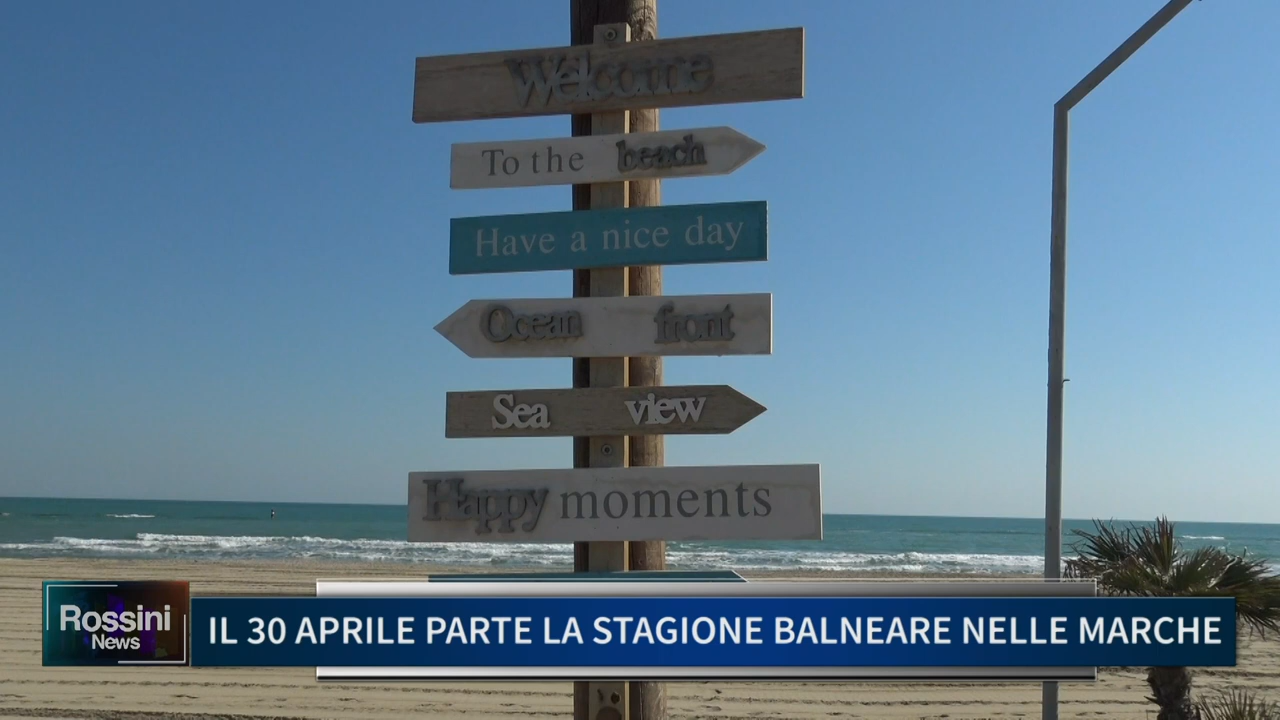 Welcome
To the beach
Have a nice day
Ocean front
Sea view
Happy moments
Rossini
News
IL 30 APRILE PARTE LA STAGIONE BALNEARE NELLE MARCHE